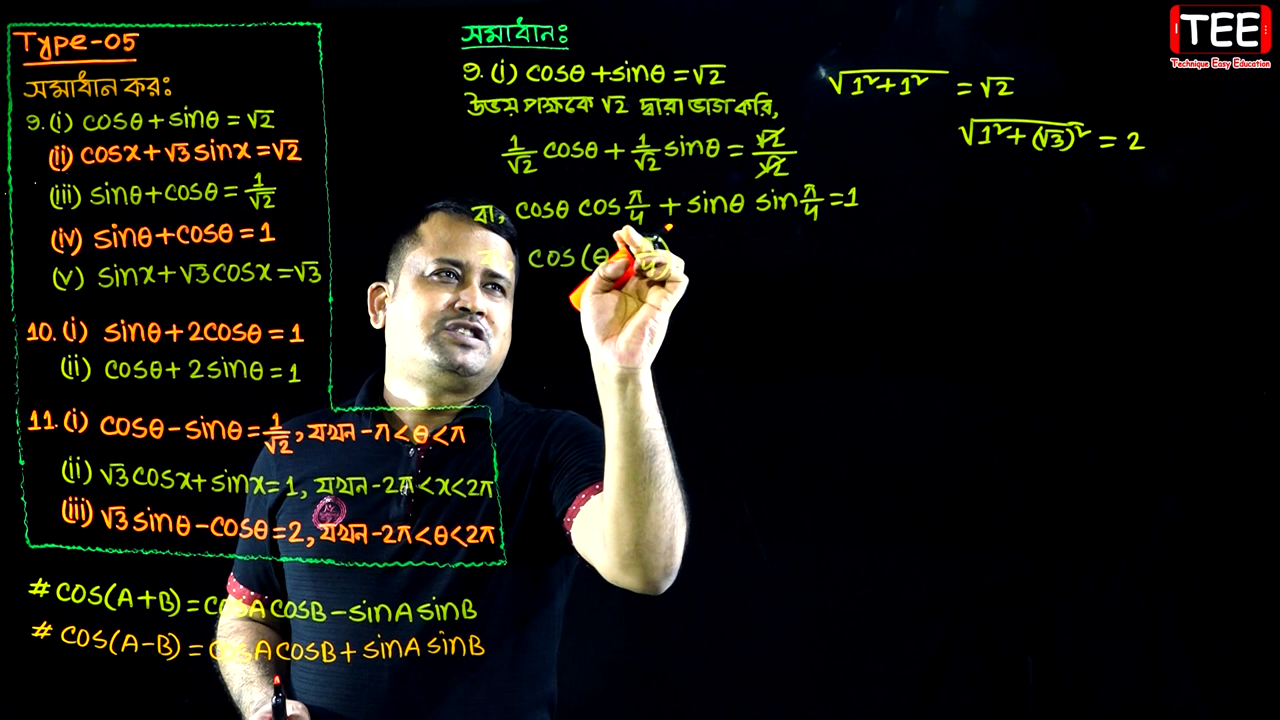 Type-05
সমাধান কর:
9. (i) cosθ + sinθ = √2
(ii) cosx + √3 sinx = √2
(iii) sinθ + cosθ = 1/√2
(iv) sinθ + cosθ = 1
(v) sinx + √3 cosx = √3
10. (i) sinθ + 2cosθ = 1
(ii) cosθ + 2sinθ = 1
11. (i) cosθ - sinθ = 1/√2, যখন -π < θ < π
(ii) √3 cosx + sinx = 1, যখন -2π < x < 2π
(iii) √3 sinθ - cosθ = 2, যখন -2π < θ < 2π
# cos(A+B) = cosA cosB - sinA sinB
# cos(A-B) = cosA cosB + sinA sinB
সমাধান:
9. (i) cosθ + sinθ = √2
উভয় পক্ষকে √2 দ্বারা ভাগ করি,
1/√2 cosθ + 1/√2 sinθ = √2/√2
বা, cosθ cos π/4 + sinθ sin π/4 = 1
cos(θ
√(1² + 1²) = √2
√(1² + (√3)²) = 2
TEE
Technique Easy Education